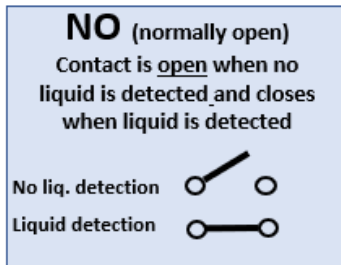 NO (normally open)
Contact is open when no
liquid is detected and closes
when liquid is detected
No liq. detection
Liquid detection